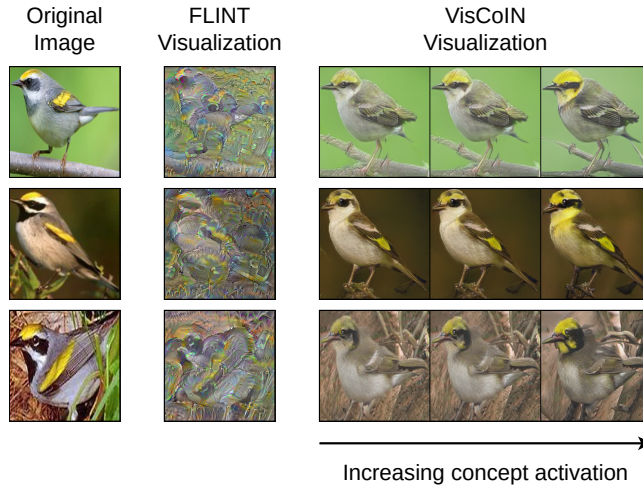 Original
Image
FLINT
Visualization
VisCoIN
Visualization
Increasing concept activation